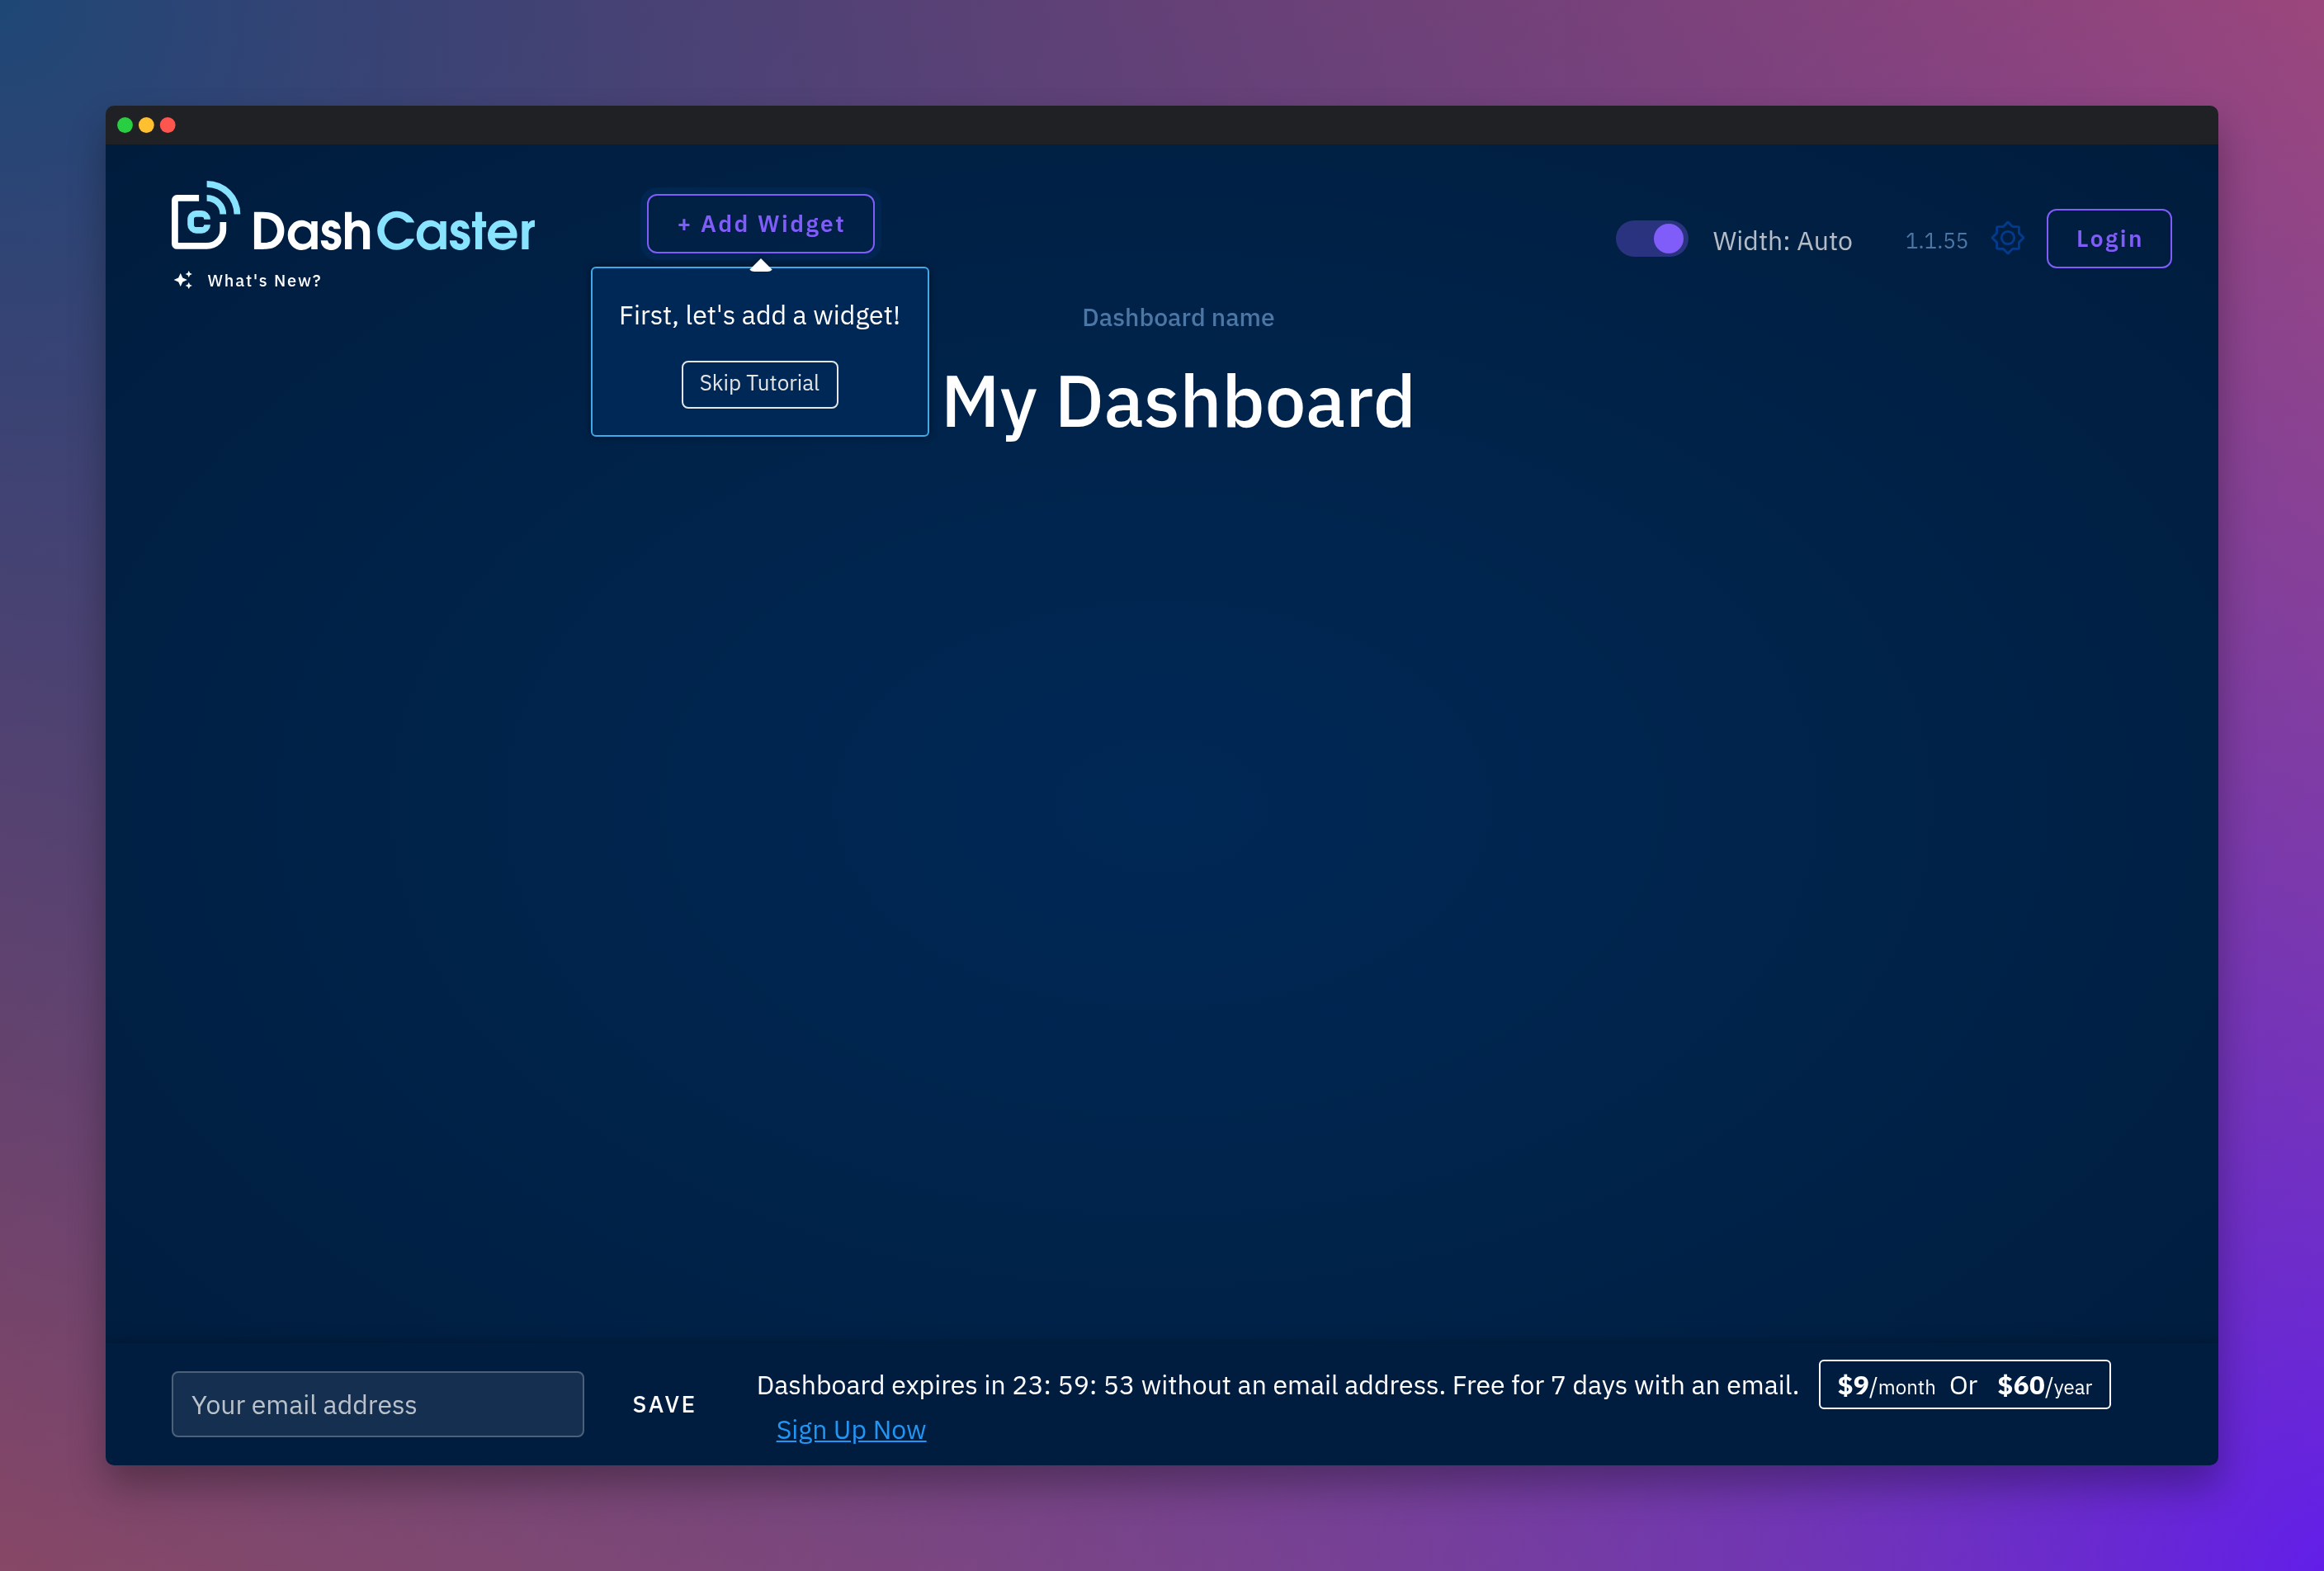 DashCaster
What's New?
+ Add Widget
First, let's add a widget!
Skip Tutorial
Width: Auto
1.1.55
Login
Dashboard name
My Dashboard
Your email address
SAVE
Dashboard expires in 23: 59: 53 without an email address. Free for 7 days with an email.
$9/month Or $60/year
Sign Up Now